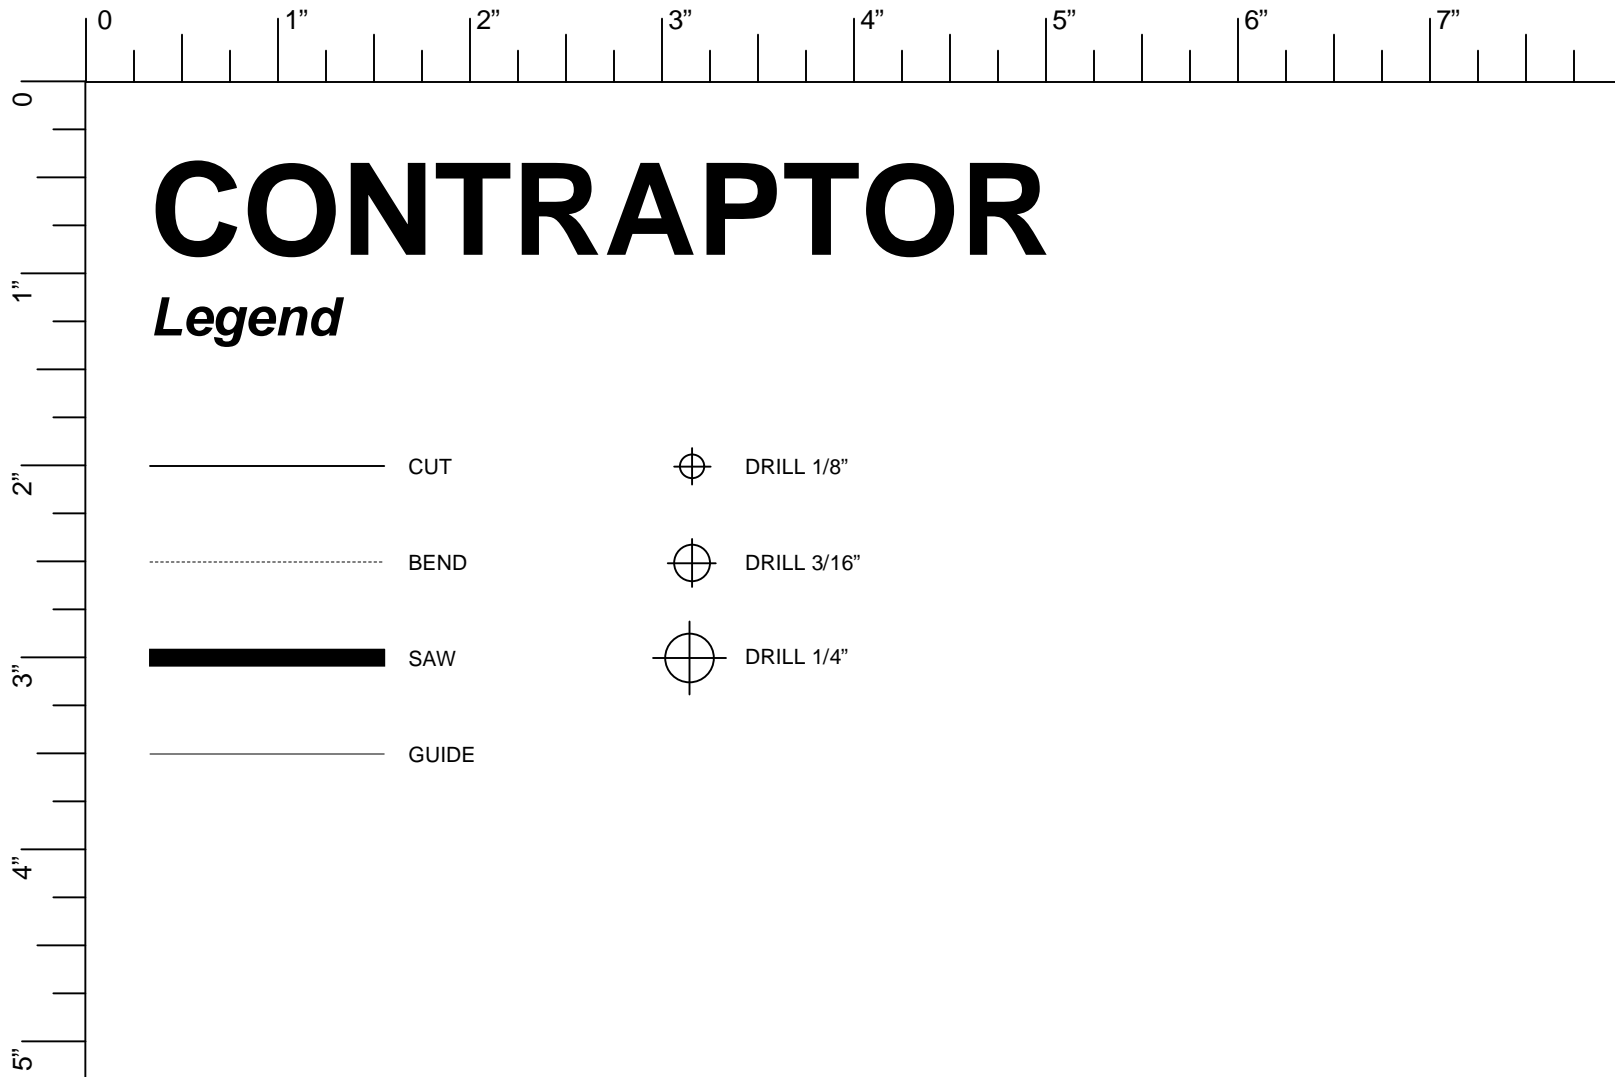 0 1” 2” 3” 4” 5” 6” 7”
0
1”
2”
3”
4”
5”
CONTRAPTOR
Legend
CUT
BEND
SAW
GUIDE
DRILL 1/8”
DRILL 3/16”
DRILL 1/4”